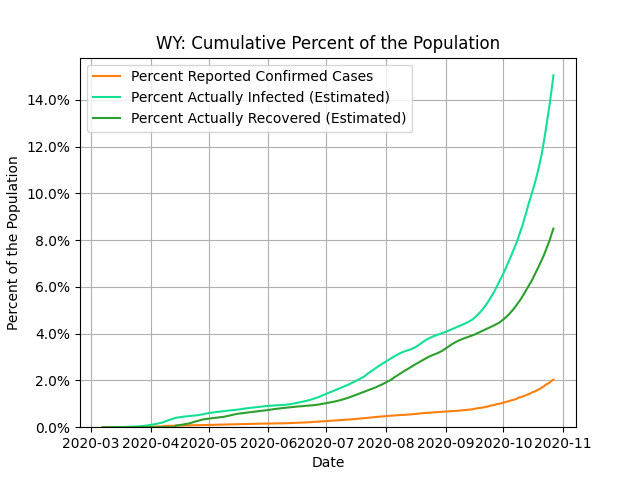 WY: Cumulative Percent of the Population
Percent Reported Confirmed Cases
Percent Actually Infected (Estimated)
Percent Actually Recovered (Estimated)
14.0%
12.0%
10.0%
8.0%
6.0%
4.0%
2.0%
0.0%
Percent of the Population
2020-03 2020-04 2020-05 2020-06 2020-07 2020-08 2020-09 2020-10 2020-11
Date